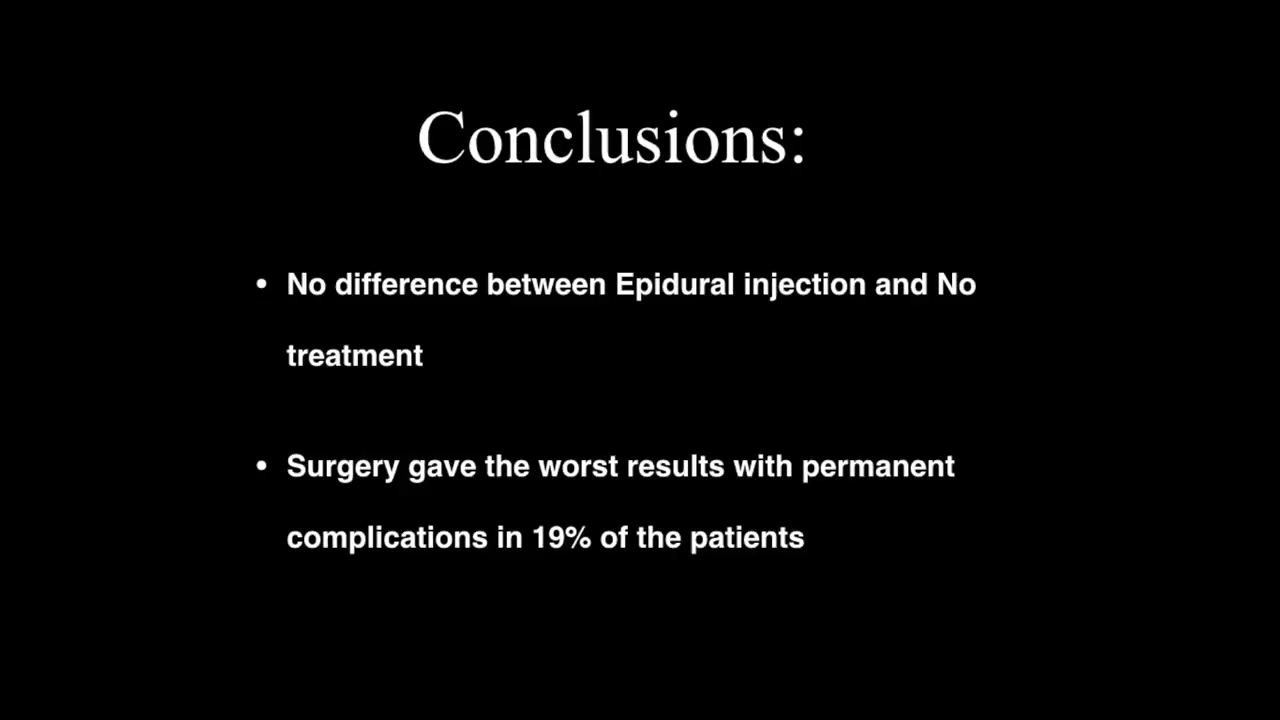 Conclusions:
• No difference between Epidural injection and No
treatment
• Surgery gave the worst results with permanent
complications in 19% of the patients